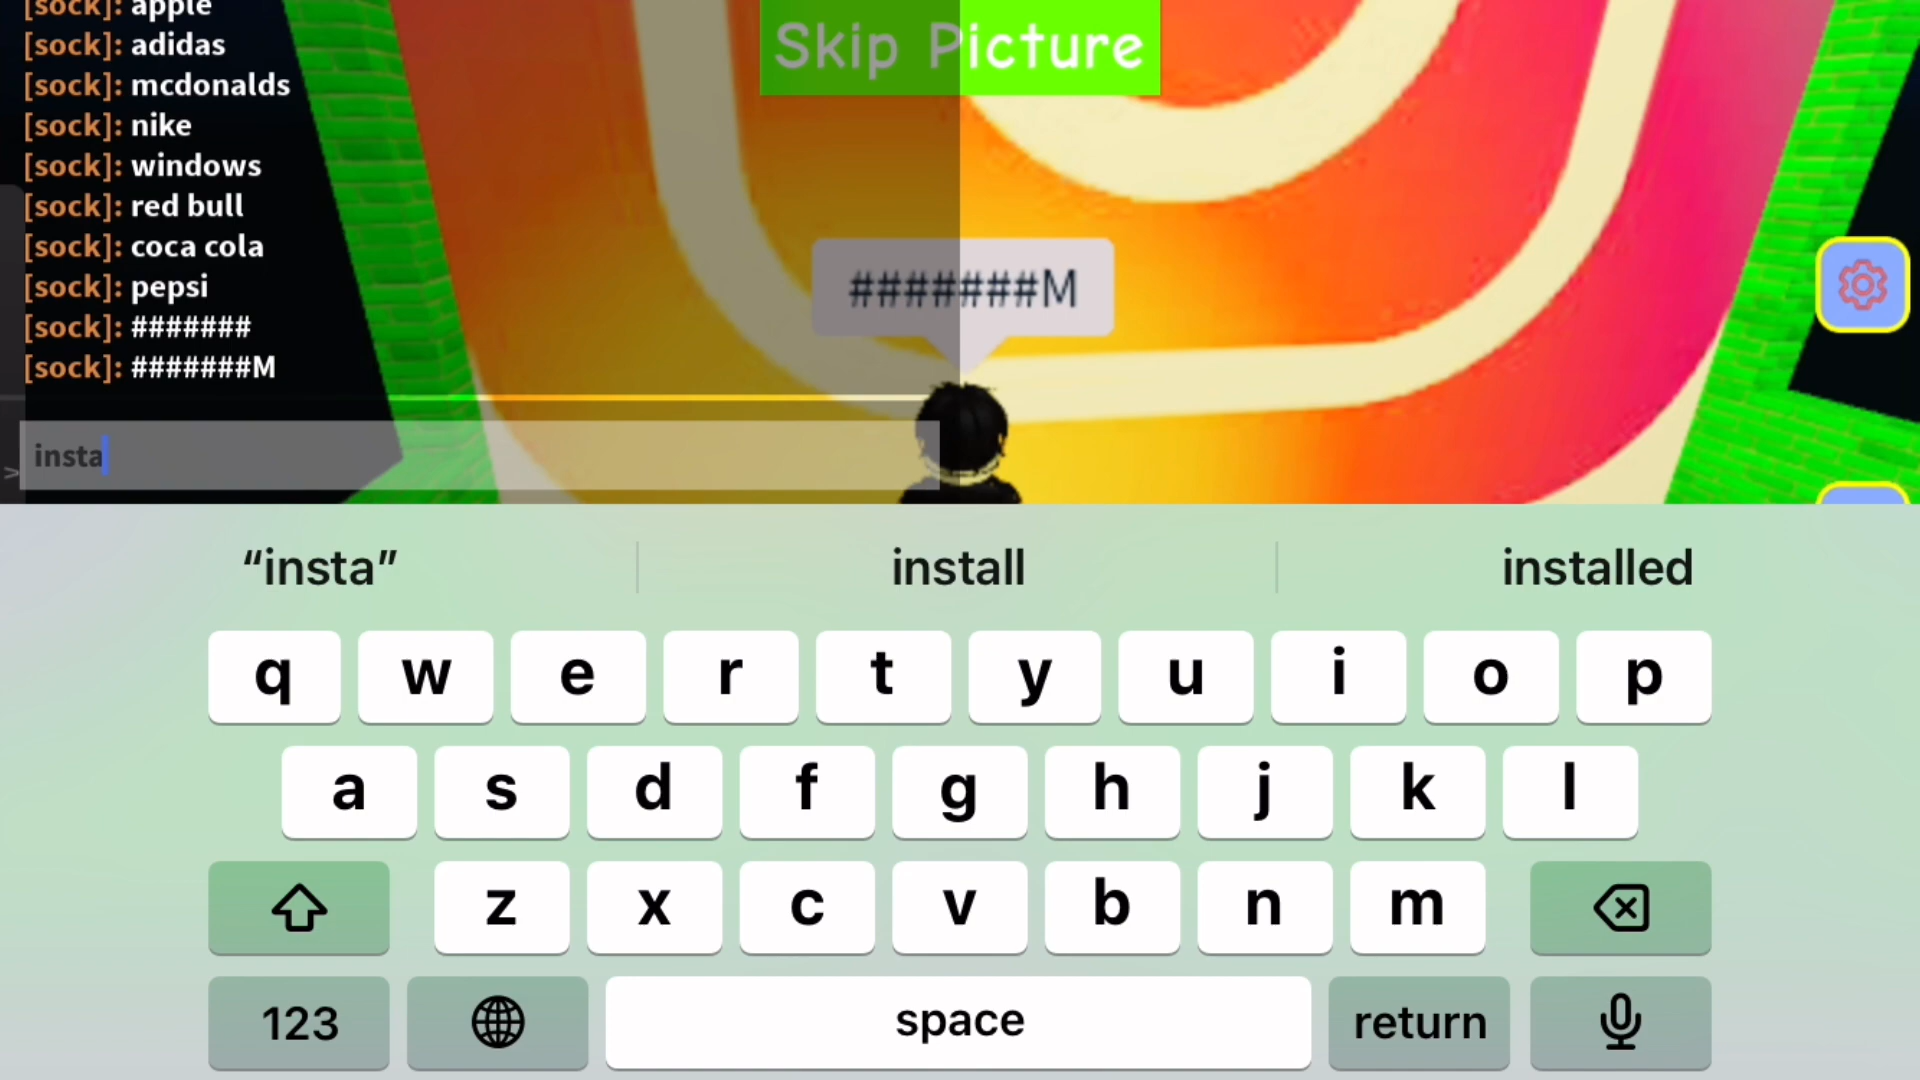 [sock]: apple
[sock]: adidas
[sock]: mcdonalds
[sock]: nike
[sock]: windows
[sock]: red bull
[sock]: coca cola
[sock]: pepsi
[sock]: #######
[sock]: #######M
Skip Picture
#######M
> insta
“insta” install installed
q w e r t y u i o p
a s d f g h j k l
z x c v b n m
123 space return